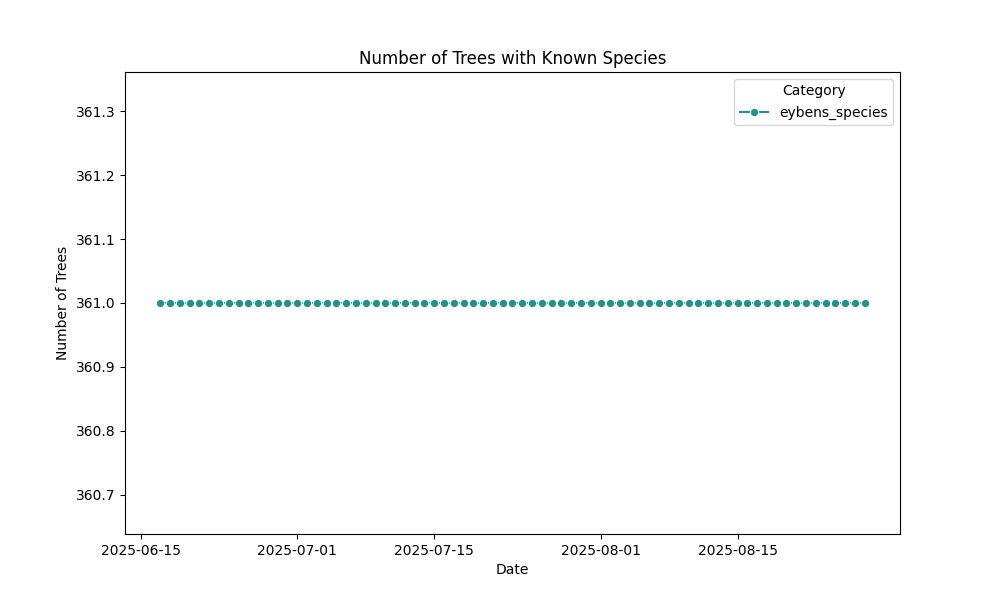 Number of Trees with Known Species
Category
eybens_species
361.3
361.2
361.1
361.0
360.9
360.8
360.7
Number of Trees
2025-06-15
2025-07-01
2025-07-15
2025-08-01
2025-08-15
Date